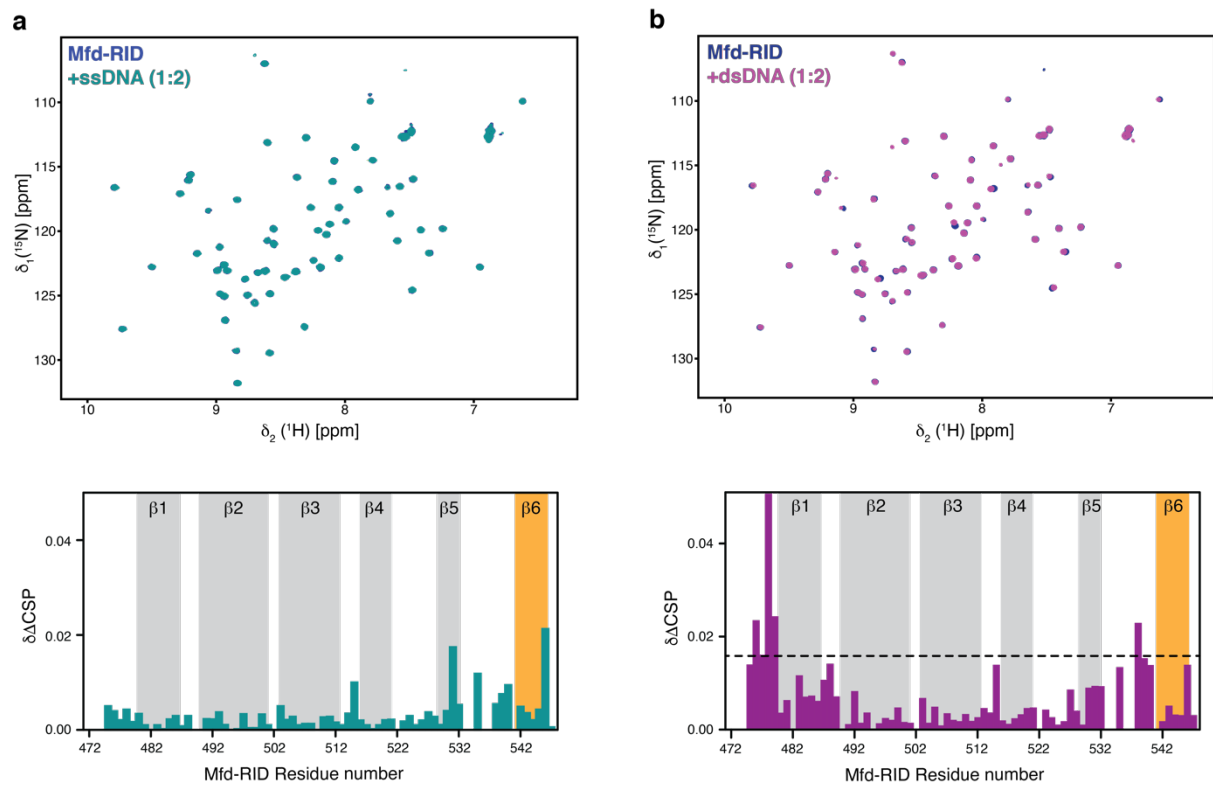 a
Mfd-RID
+ssDNA (1:2)
110
115
120
125
130
δ₁(¹⁵N) [ppm]
10 9 8 7
δ₂ (¹H) [ppm]
β1 β2 β3 β4 β5 β6
0.04
0.02
0.00
δΔCSP
472 482 492 502 512 522 532 542
Mfd-RID Residue number
b
Mfd-RID
+dsDNA (1:2)
110
115
120
125
130
δ₁(¹⁵N) [ppm]
10 9 8 7
δ₂ (¹H) [ppm]
β1 β2 β3 β4 β5 β6
0.04
0.02
0.00
δΔCSP
472 482 492 502 512 522 532 542
Mfd-RID Residue number